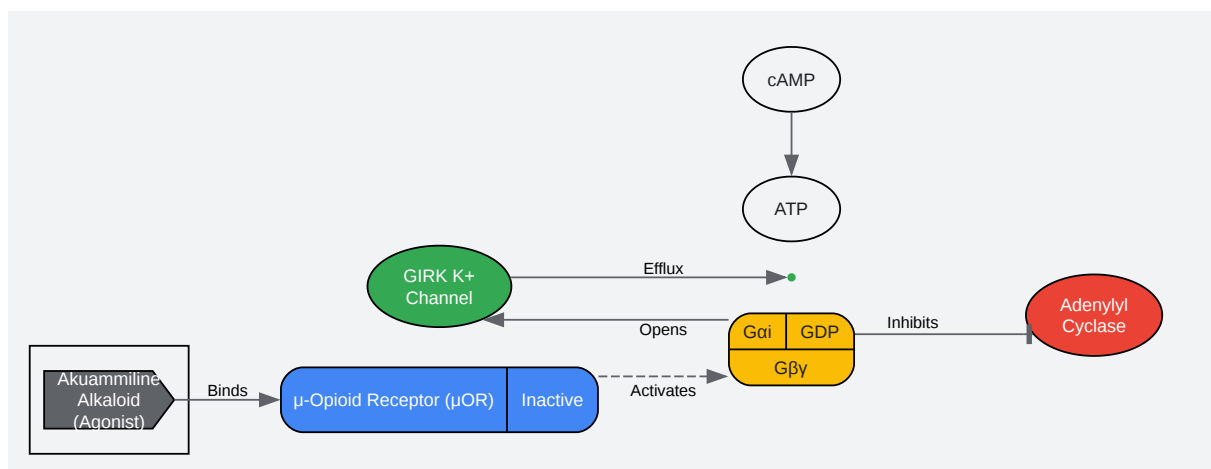 cAMP
ATP
GIRK K+
Channel
Efflux
Opens
Gαi
GDP
Gβγ
Inhibits
Adenylyl
Cyclase
Akuammiline
Alkaloid
(Agonist)
Binds
μ-Opioid Receptor (μOR)
Inactive
Activates